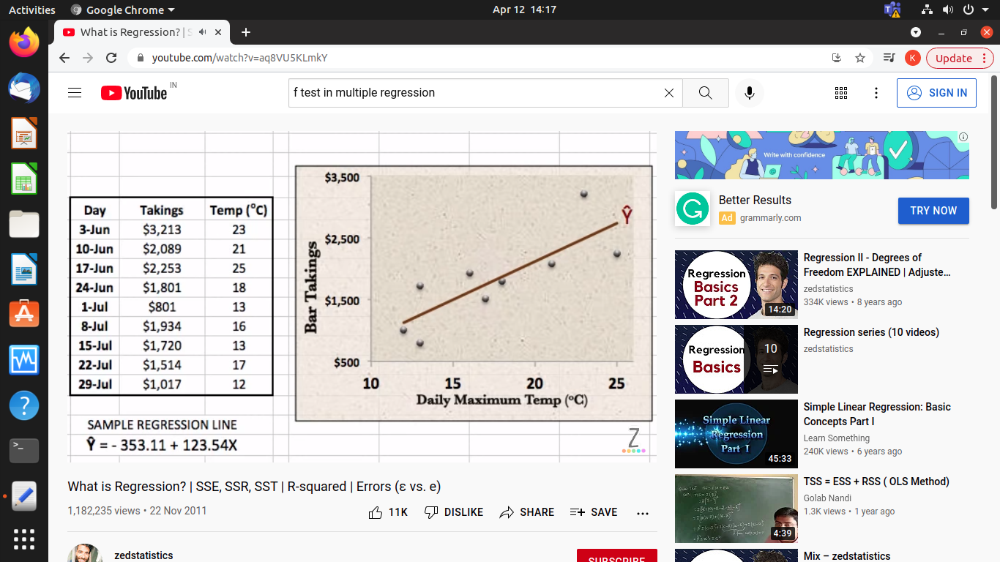 Activities
Google Chrome
Apr 12 14:17
What is Regression? | S
youtube.com/watch?v=aq8VU5KLmkY
K
Update
YouTube IN
f test in multiple regression
SIGN IN
Day Takings Temp (°C)
3-Jun $3,213 23
10-Jun $2,089 21
17-Jun $2,253 25
24-Jun $1,801 18
1-Jul $801 13
8-Jul $1,934 16
15-Jul $1,720 13
22-Jul $1,514 17
29-Jul $1,017 12
SAMPLE REGRESSION LINE
Ŷ = - 353.11 + 123.54X
Bar Takings
$3,500
$2,500
$1,500
$500
Ŷ
10 15 20 25
Daily Maximum Temp (°C)
Z
What is Regression? | SSE, SSR, SST | R-squared | Errors (ε vs. e)
1,182,235 views • 22 Nov 2011
11K
DISLIKE
SHARE
SAVE
zedstatistics
SUBSCRIBE
Write with confidence
Better Results
Ad grammarly.com
TRY NOW
Regression
Basics
Part 2
14:20
Regression II - Degrees of
Freedom EXPLAINED | Adjuste...
zedstatistics
334K views • 8 years ago
Regression
Basics
10
Regression series (10 videos)
zedstatistics
Simple Linear
Regression
Part I
45:33
Simple Linear Regression: Basic
Concepts Part I
Learn Something
240K views • 6 years ago
4:39
TSS = ESS + RSS ( OLS Method)
Golab Nandi
1.3K views • 1 year ago
Mix – zedstatistics